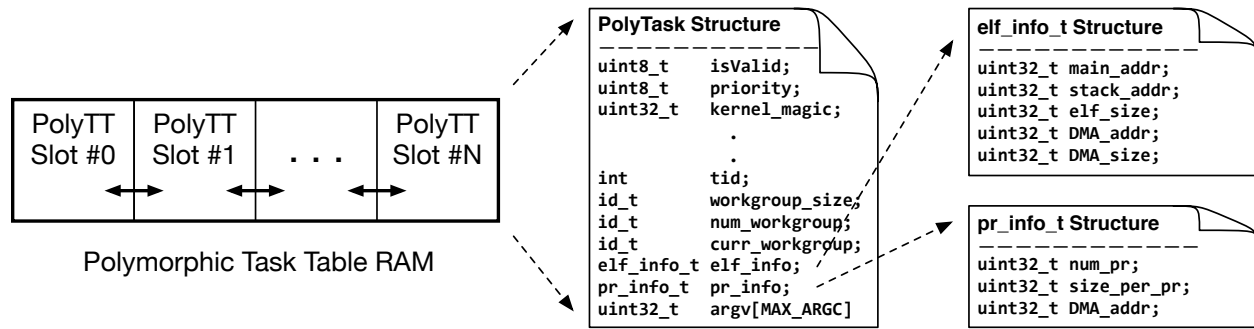 PolyTT
Slot #0
PolyTT
Slot #1
. . .
PolyTT
Slot #N
Polymorphic Task Table RAM
PolyTask Structure
uint8_t isValid;
uint8_t priority;
uint32_t kernel_magic;
.
.
int tid;
id_t workgroup_size;
id_t num_workgroup;
id_t curr_workgroup;
elf_info_t elf_info;
pr_info_t pr_info;
uint32_t argv[MAX_ARGC]
elf_info_t Structure
uint32_t main_addr;
uint32_t stack_addr;
uint32_t elf_size;
uint32_t DMA_addr;
uint32_t DMA_size;
pr_info_t Structure
uint32_t num_pr;
uint32_t size_per_pr;
uint32_t DMA_addr;